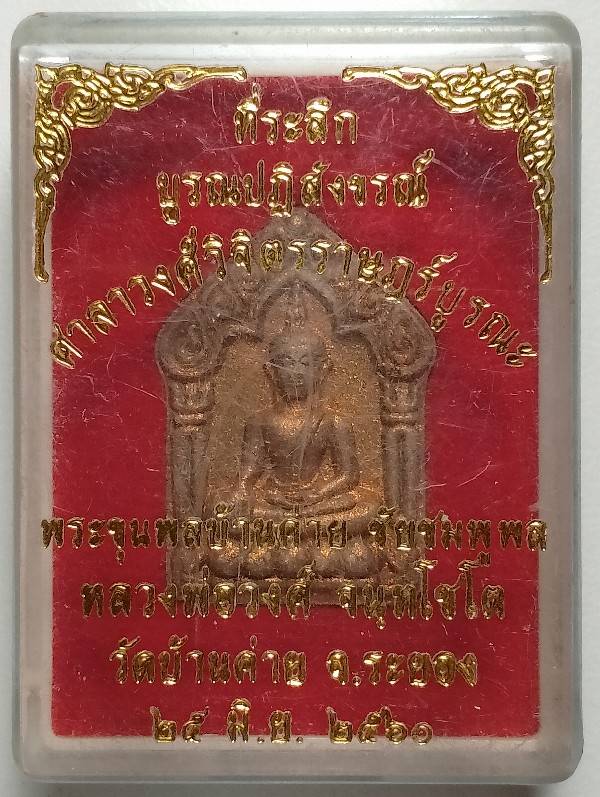 ที่ระลึก
บูรณปฏิสังขรณ์
ศาลาวงศ์วิจิตรราษฎร์บูรณะ
พระขุนพลบ้านค่าย ชัยชมพูพล
หลวงพ่อวงศ์ จนฺทโชโต
วัดบ้านค่าย จ.ระยอง
๒๕ มิ.ย. ๒๕๖๑